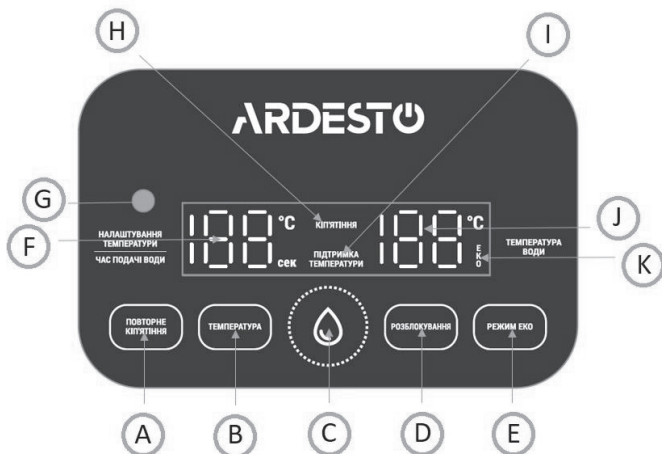 H
I
ARDESTO
G
188 °C
КІП'ЯТІННЯ
188 °C
J
НАЛАШТУВАННЯ
ТЕМПЕРАТУРИ
F
ЧАС ПОДАЧІ ВОДИ
сек
ПІДТРИМКА
ТЕМПЕРАТУРИ
ЕКО
ТЕМПЕРАТУРА
ВОДИ
K
ПОВТОРНЕ
КІП'ЯТІННЯ
ТЕМПЕРАТУРА
РОЗБЛОКУВАННЯ
РЕЖИМ ЕКО
A
B
C
D
E